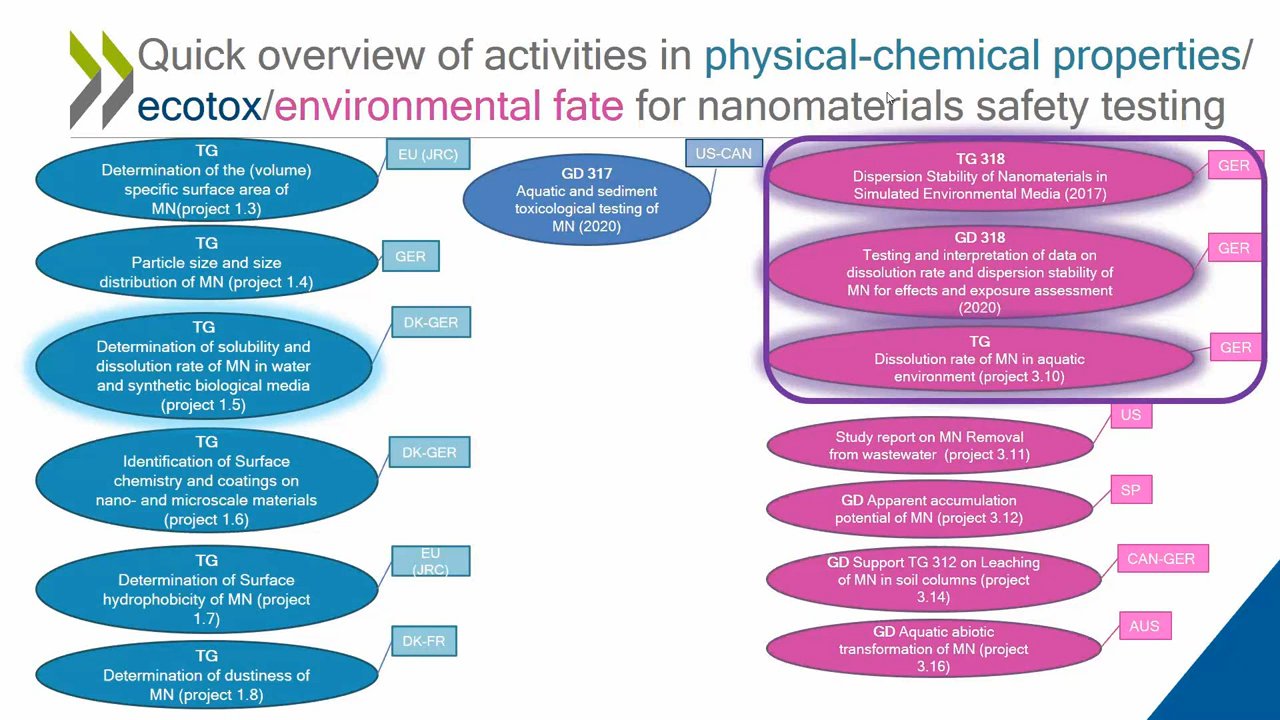 Quick overview of activities in physical-chemical properties/
ecotox/environmental fate for nanomaterials safety testing
TG
Determination of the (volume)
specific surface area of
MN(project 1.3)
EU (JRC)
TG
Particle size and size
distribution of MN (project 1.4)
GER
TG
Determination of solubility and
dissolution rate of MN in water
and synthetic biological media
(project 1.5)
DK-GER
TG
Identification of Surface
chemistry and coatings on
nano- and microscale materials
(project 1.6)
DK-GER
TG
Determination of Surface
hydrophobicity of MN (project
1.7)
EU
(JRC)
TG
Determination of dustiness of
MN (project 1.8)
DK-FR
GD 317
Aquatic and sediment
toxicological testing of
MN (2020)
US-CAN
TG 318
Dispersion Stability of Nanomaterials in
Simulated Environmental Media (2017)
GER
GD 318
Testing and interpretation of data on
dissolution rate and dispersion stability of
MN for effects and exposure assessment
(2020)
GER
TG
Dissolution rate of MN in aquatic
environment (project 3.10)
GER
Study report on MN Removal
from wastewater (project 3.11)
US
GD Apparent accumulation
potential of MN (project 3.12)
SP
GD Support TG 312 on Leaching
of MN in soil columns (project
3.14)
CAN-GER
GD Aquatic abiotic
transformation of MN (project
3.16)
AUS